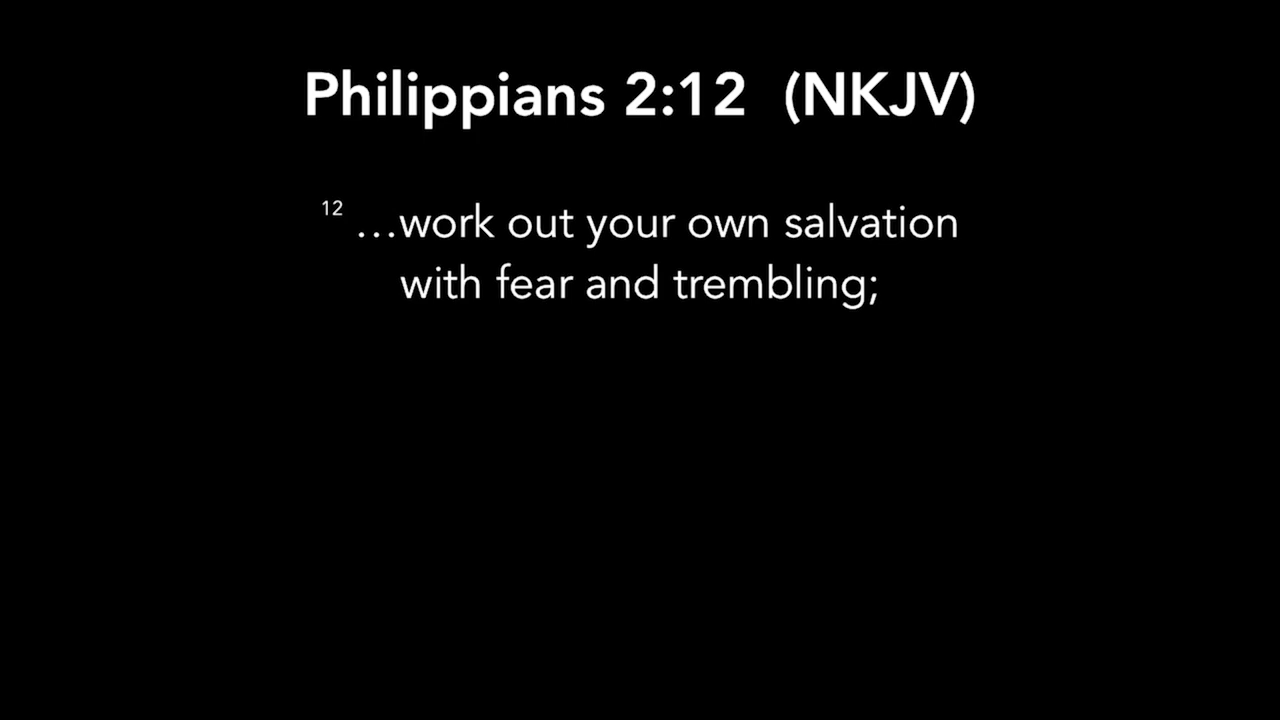 Philippians 2:12 (NKJV)
12 …work out your own salvation
with fear and trembling;